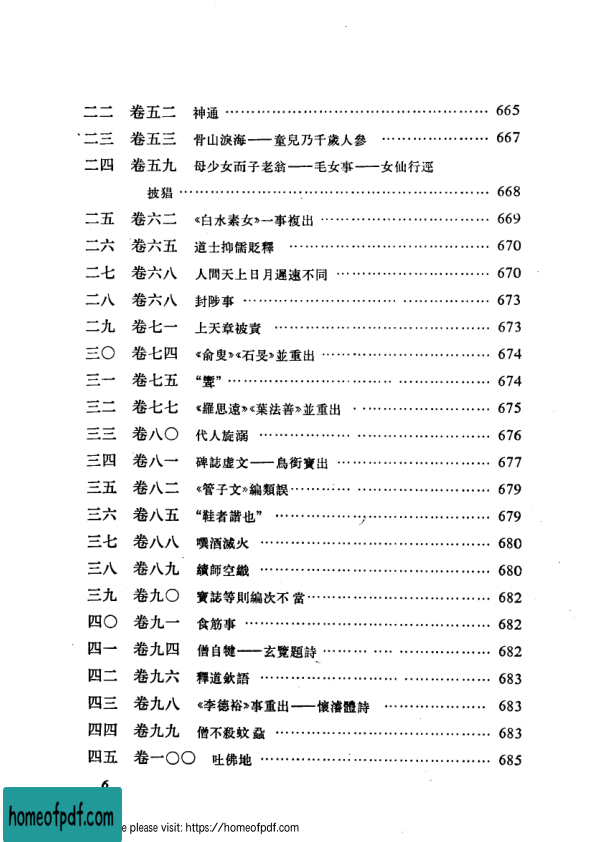 二二 卷五二 神通 …… 665
二三 卷五三 骨山淚海——童兒乃千歲人參 …… 667
二四 卷五九 母少女而子老翁——毛女事——女仙行逕
披猖 …… 668
二五 卷六二 《白水素女》一事複出 …… 669
二六 卷六五 道士抑儒貶釋 …… 670
二七 卷六八 人間天上日月遲速不同 …… 670
二八 卷六八 封陟事 …… 673
二九 卷七一 上天章被責 …… 673
三〇 卷七四 《俞叟》《石旻》並重出 …… 674
三一 卷七五 …… 674
三二 卷七七 《羅思遠》《葉法善》並重出 …… 675
三三 卷八〇 代人旋溺 …… 676
三四 卷八一 碑誌虛文——鳥銜寶出 …… 677
三五 卷八二 《管子文》編類誤 …… 679
三六 卷八五 “鞋者諧也” …… 679
三七 卷八八 噀酒滅火 …… 680
三八 卷八九 續師空鐵 …… 680
三九 卷九〇 寶誌等則編次不當 …… 682
四〇 卷九一 食筋事 …… 682
四一 卷九四 僧自犍——玄覽題詩 …… 682
四二 卷九六 釋道欽語 …… 683
四三 卷九八 《李德裕》事重出——懷濬體詩 …… 683
四四 卷九九 僧不殺蚊蝨 …… 683
四五 卷一〇〇 吐佛地 …… 685
6
homeofpdf.com
e please visit: https://homeofpdf.com